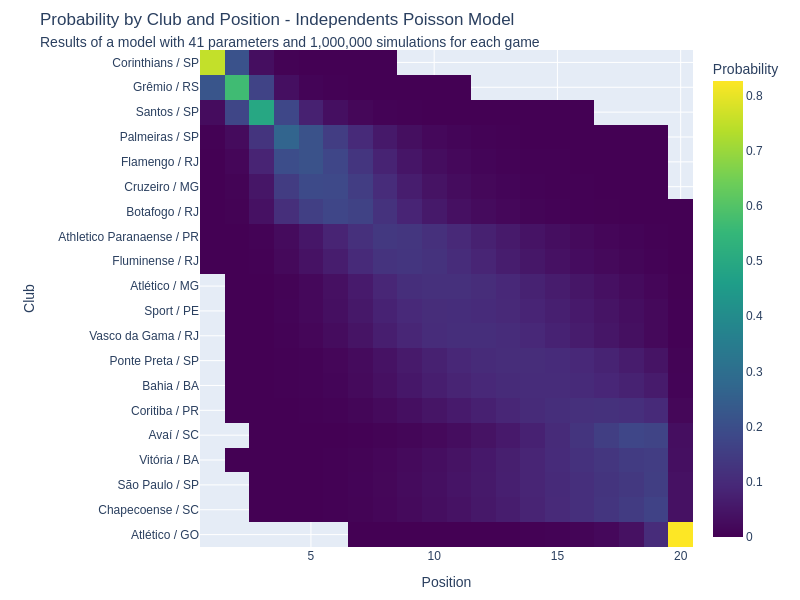 Probability by Club and Position - Independents Poisson Model
Results of a model with 41 parameters and 1,000,000 simulations for each game
Probability
Club
Corinthians / SP
Grêmio / RS
Santos / SP
Palmeiras / SP
Flamengo / RJ
Cruzeiro / MG
Botafogo / RJ
Athletico Paranaense / PR
Fluminense / RJ
Atlético / MG
Sport / PE
Vasco da Gama / RJ
Ponte Preta / SP
Bahia / BA
Coritiba / PR
Avaí / SC
Vitória / BA
São Paulo / SP
Chapecoense / SC
Atlético / GO
5
10
15
20
Position
0.8
0.7
0.6
0.5
0.4
0.3
0.2
0.1
0